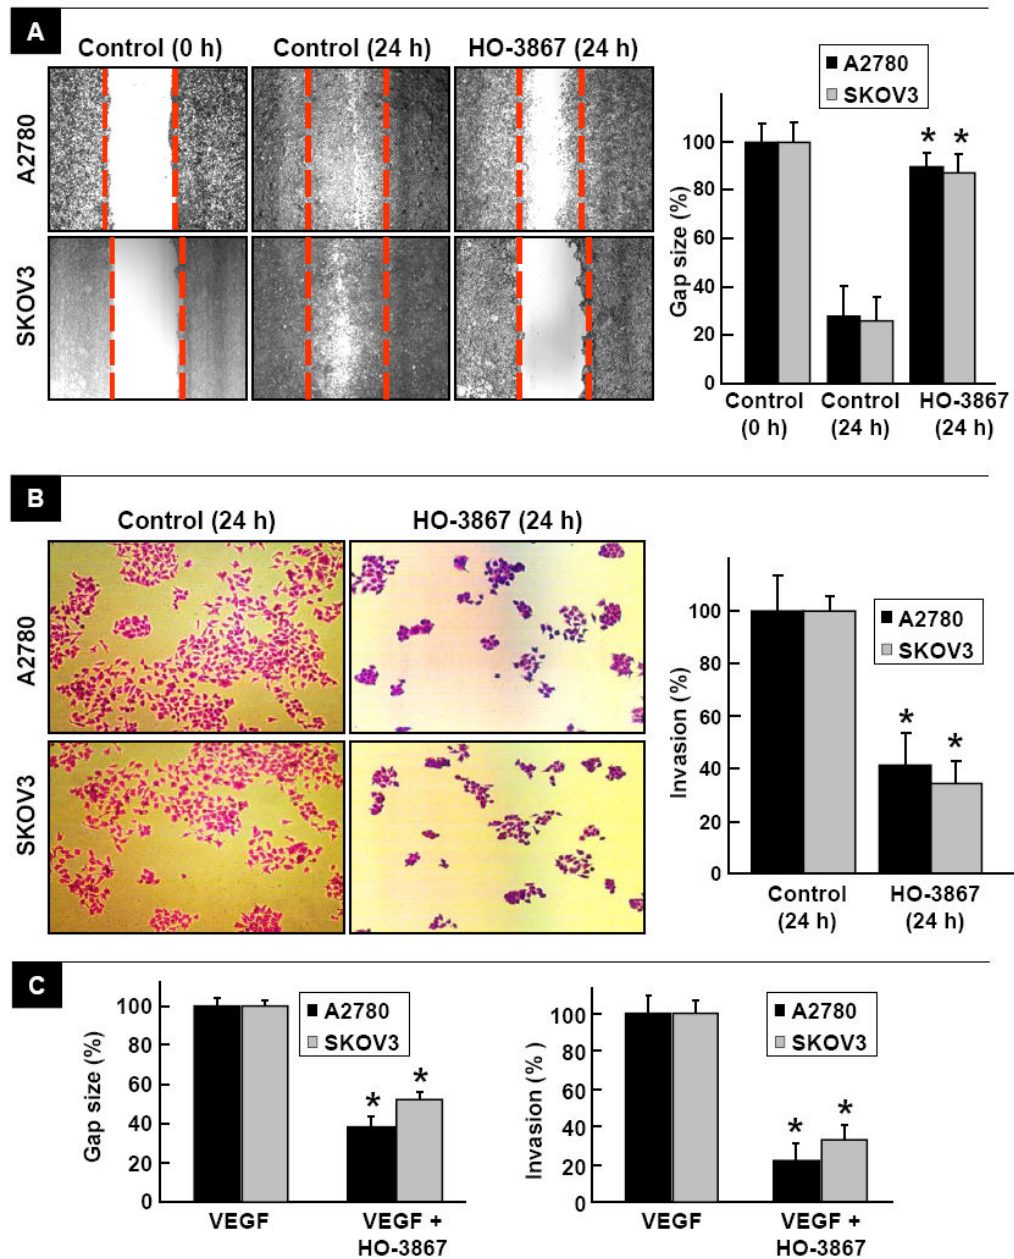 A
Control (0 h) Control (24 h) HO-3867 (24 h)
A2780
SKOV3
A2780
SKOV3
Gap size (%)
100
80
60
40
20
0
* *
Control (0 h)
Control (24 h)
HO-3867 (24 h)
B
Control (24 h) HO-3867 (24 h)
A2780
SKOV3
A2780
SKOV3
Invasion (%)
100
80
60
40
20
0
* *
Control (24 h)
HO-3867 (24 h)
C
Gap size (%)
100
80
60
40
20
0
A2780
SKOV3
* *
VEGF
VEGF + HO-3867
Invasion (% )
100
80
60
40
20
0
A2780
SKOV3
* *
VEGF
VEGF + HO-3867